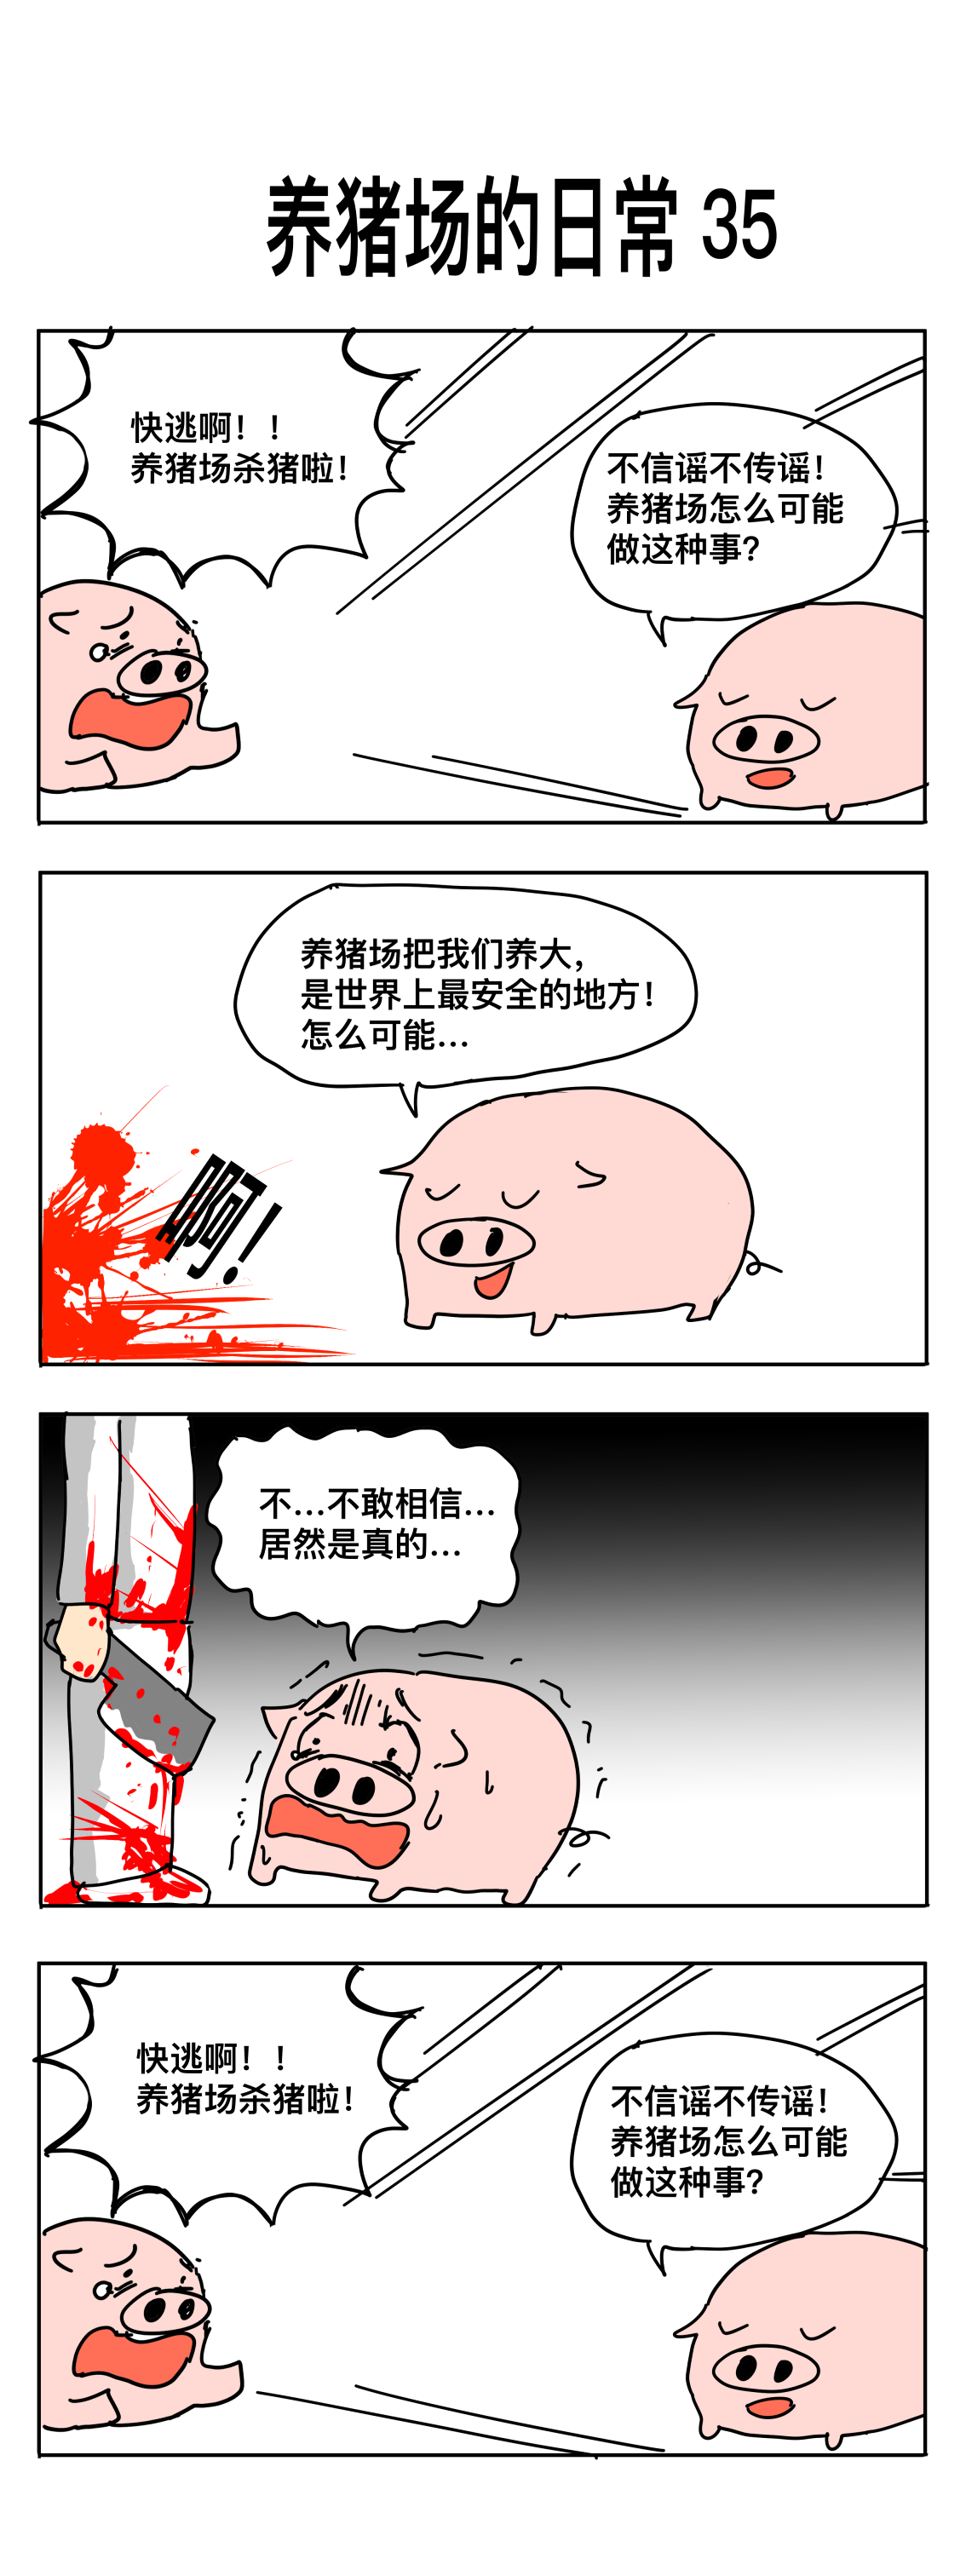 养猪场的日常 35
快逃啊！！
养猪场杀猪啦！
不信谣不传谣！
养猪场怎么可能
做这种事？
养猪场把我们养大，
是世界上最安全的地方！
怎么可能…
啊！
不…不敢相信…
居然是真的…
快逃啊！！
养猪场杀猪啦！
不信谣不传谣！
养猪场怎么可能
做这种事？